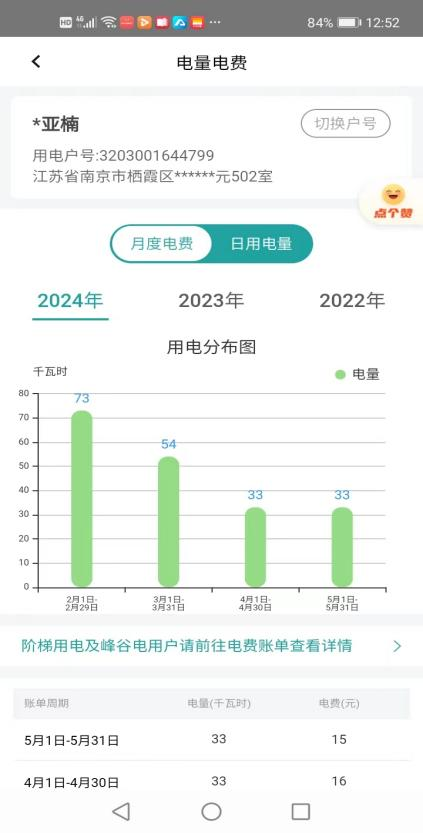 HD 4G 84% 12:52
电量电费
*亚楠
切换户号
用电户号:3203001644799
江苏省南京市栖霞区******元502室
点个赞
月度电费 日用电量
2024年 2023年 2022年
用电分布图
千瓦时 电量
80
73
70
60
54
50
40
33 33
30
20
10
0
2月1日-
2月29日
3月1日-
3月31日
4月1日-
4月30日
5月1日-
5月31日
阶梯用电及峰谷电用户请前往电费账单查看详情
账单周期 电量(千瓦时) 电费(元)
5月1日-5月31日 33 15
4月1日-4月30日 33 16